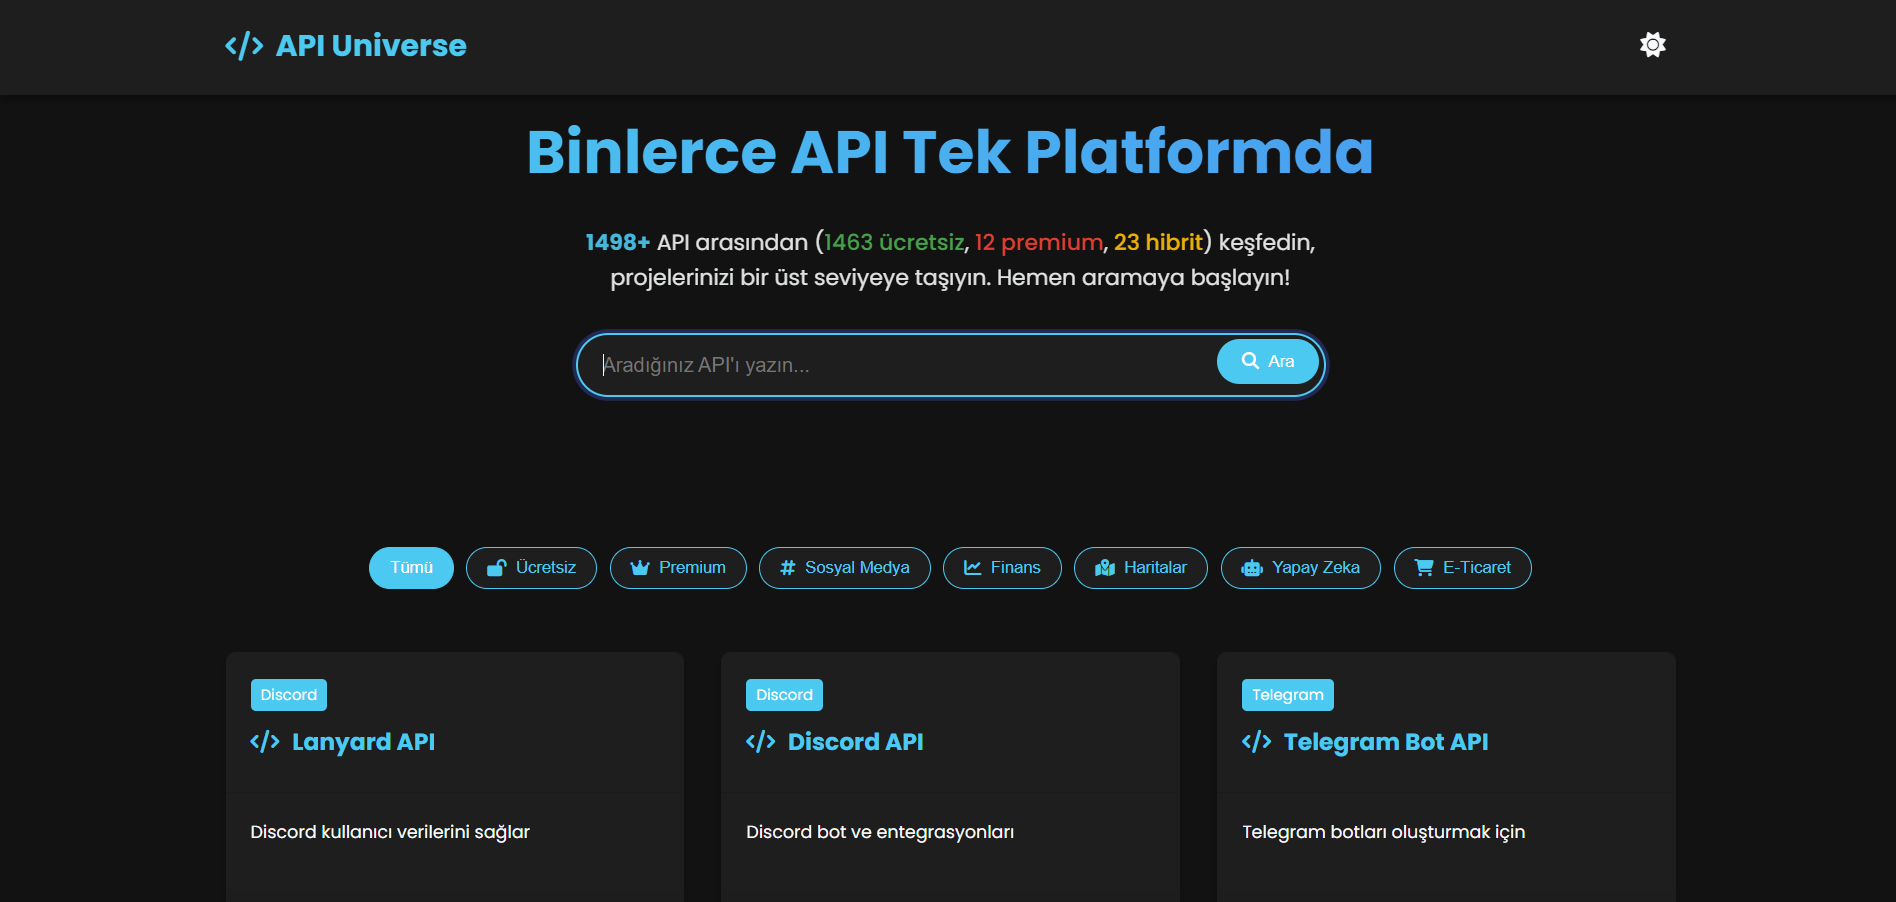 API Universe
Binlerce API Tek Platformda
1498+ API arasından (1463 ücretsiz, 12 premium, 23 hibrit) keşfedin,
projelerinizi bir üst seviyeye taşıyın. Hemen aramaya başlayın!
Aradığınız API'ı yazın... Ara
Tümü Ücretsiz Premium Sosyal Medya Finans Haritalar Yapay Zeka E-Ticaret
Discord
Lanyard API
Discord kullanıcı verilerini sağlar
Discord
Discord API
Discord bot ve entegrasyonları
Telegram
Telegram Bot API
Telegram botları oluşturmak için